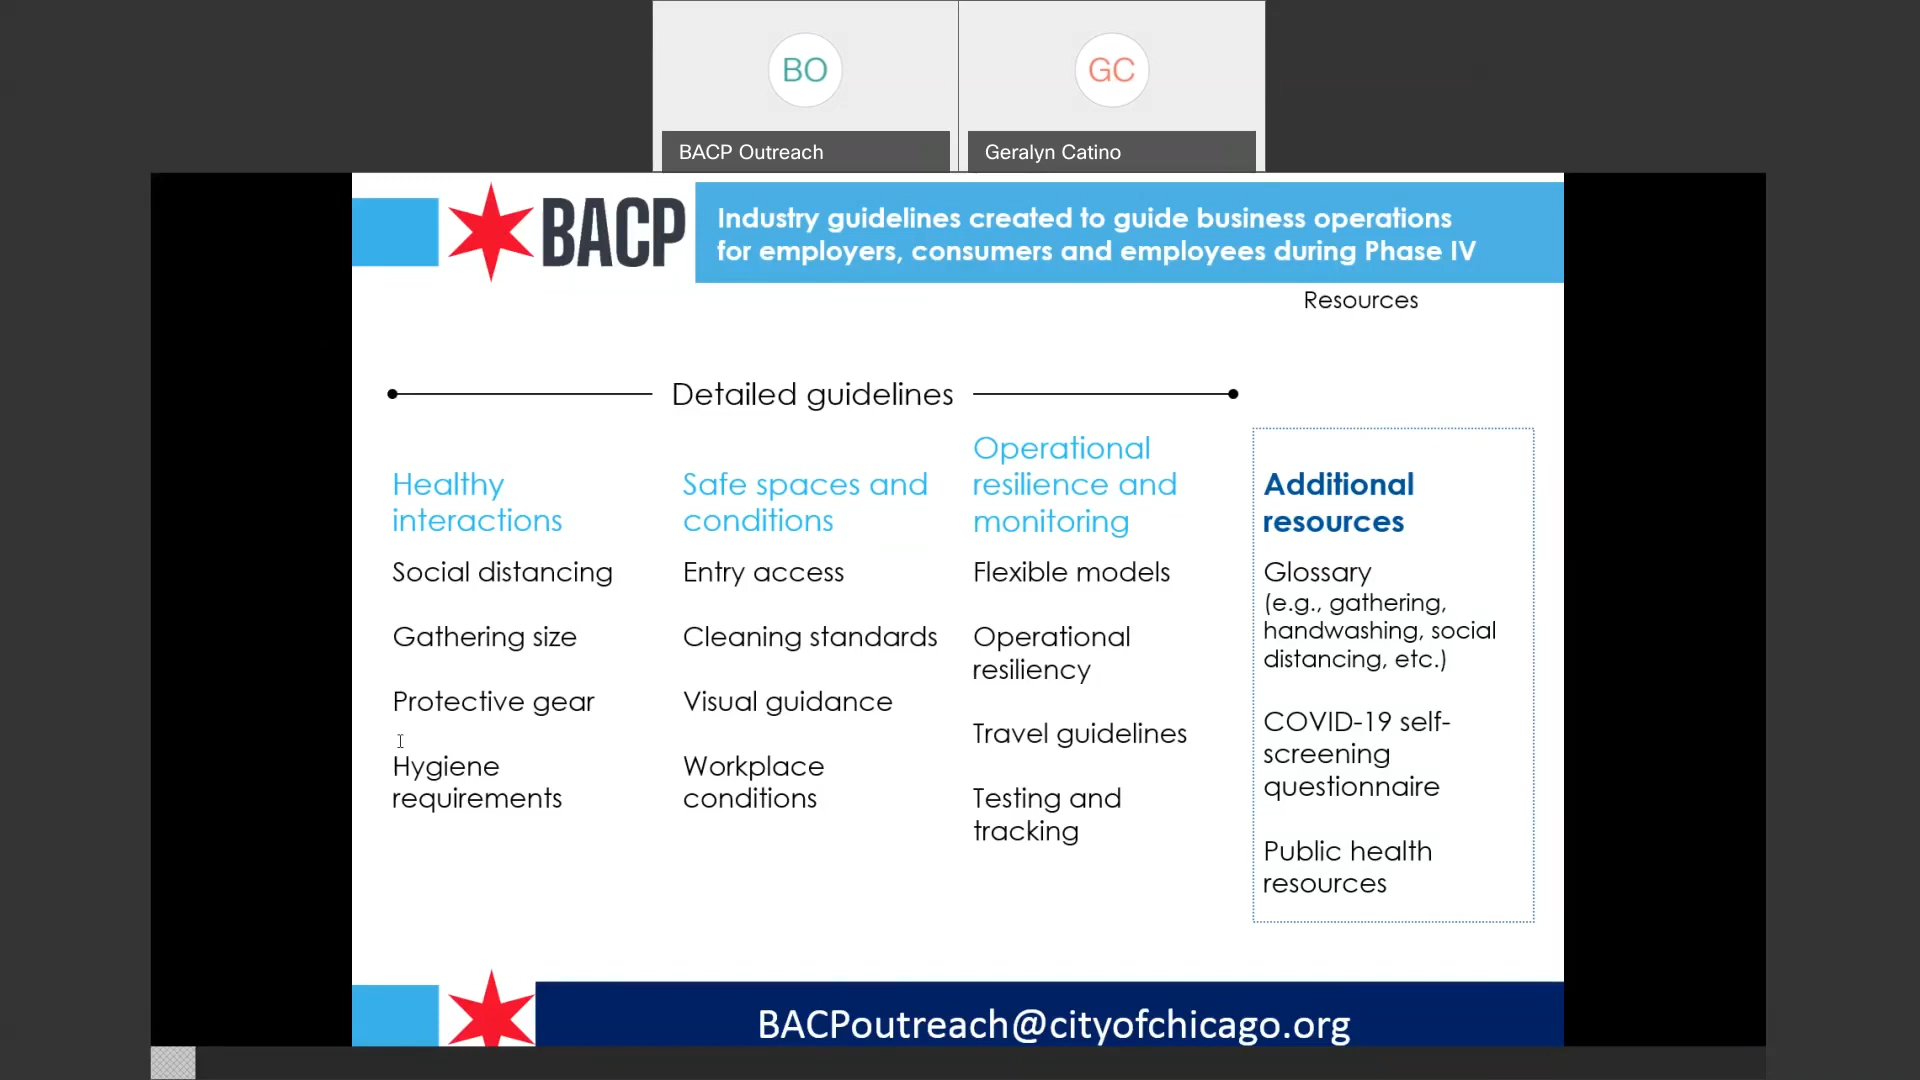 BO
GC
BACP Outreach
Geralyn Catino
BACP
Industry guidelines created to guide business operations
for employers, consumers and employees during Phase IV
Resources
Detailed guidelines
Healthy
interactions
Social distancing
Gathering size
Protective gear
Hygiene
requirements
Safe spaces and
conditions
Entry access
Cleaning standards
Visual guidance
Workplace
conditions
Operational
resilience and
monitoring
Flexible models
Operational
resiliency
Travel guidelines
Testing and
tracking
Additional
resources
Glossary
(e.g., gathering,
handwashing, social
distancing, etc.)
COVID-19 self-
screening
questionnaire
Public health
resources
BACPoutreach@cityofchicago.org